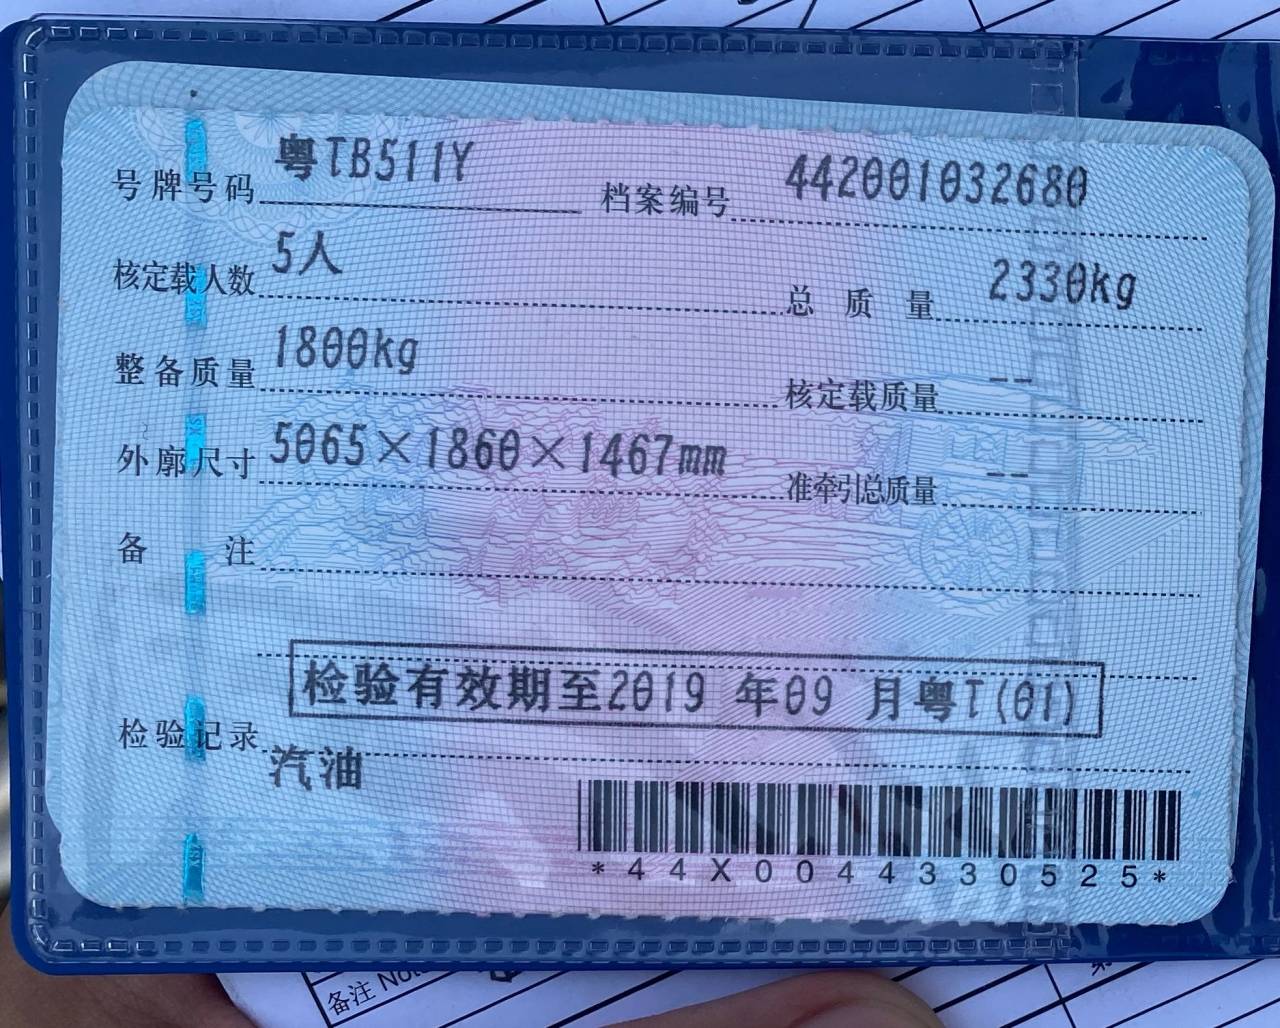 号牌号码 粤TB511Y 档案编号 442001032680
核定载人数 5人 总质量 2330kg
整备质量 1800kg 核定载质量 --
外廓尺寸 5065×1860×1467mm 准牵引总质量 --
备注
检验记录 检验有效期至2019 年09 月粤T(01)
汽油
*44X0044330525*
备注